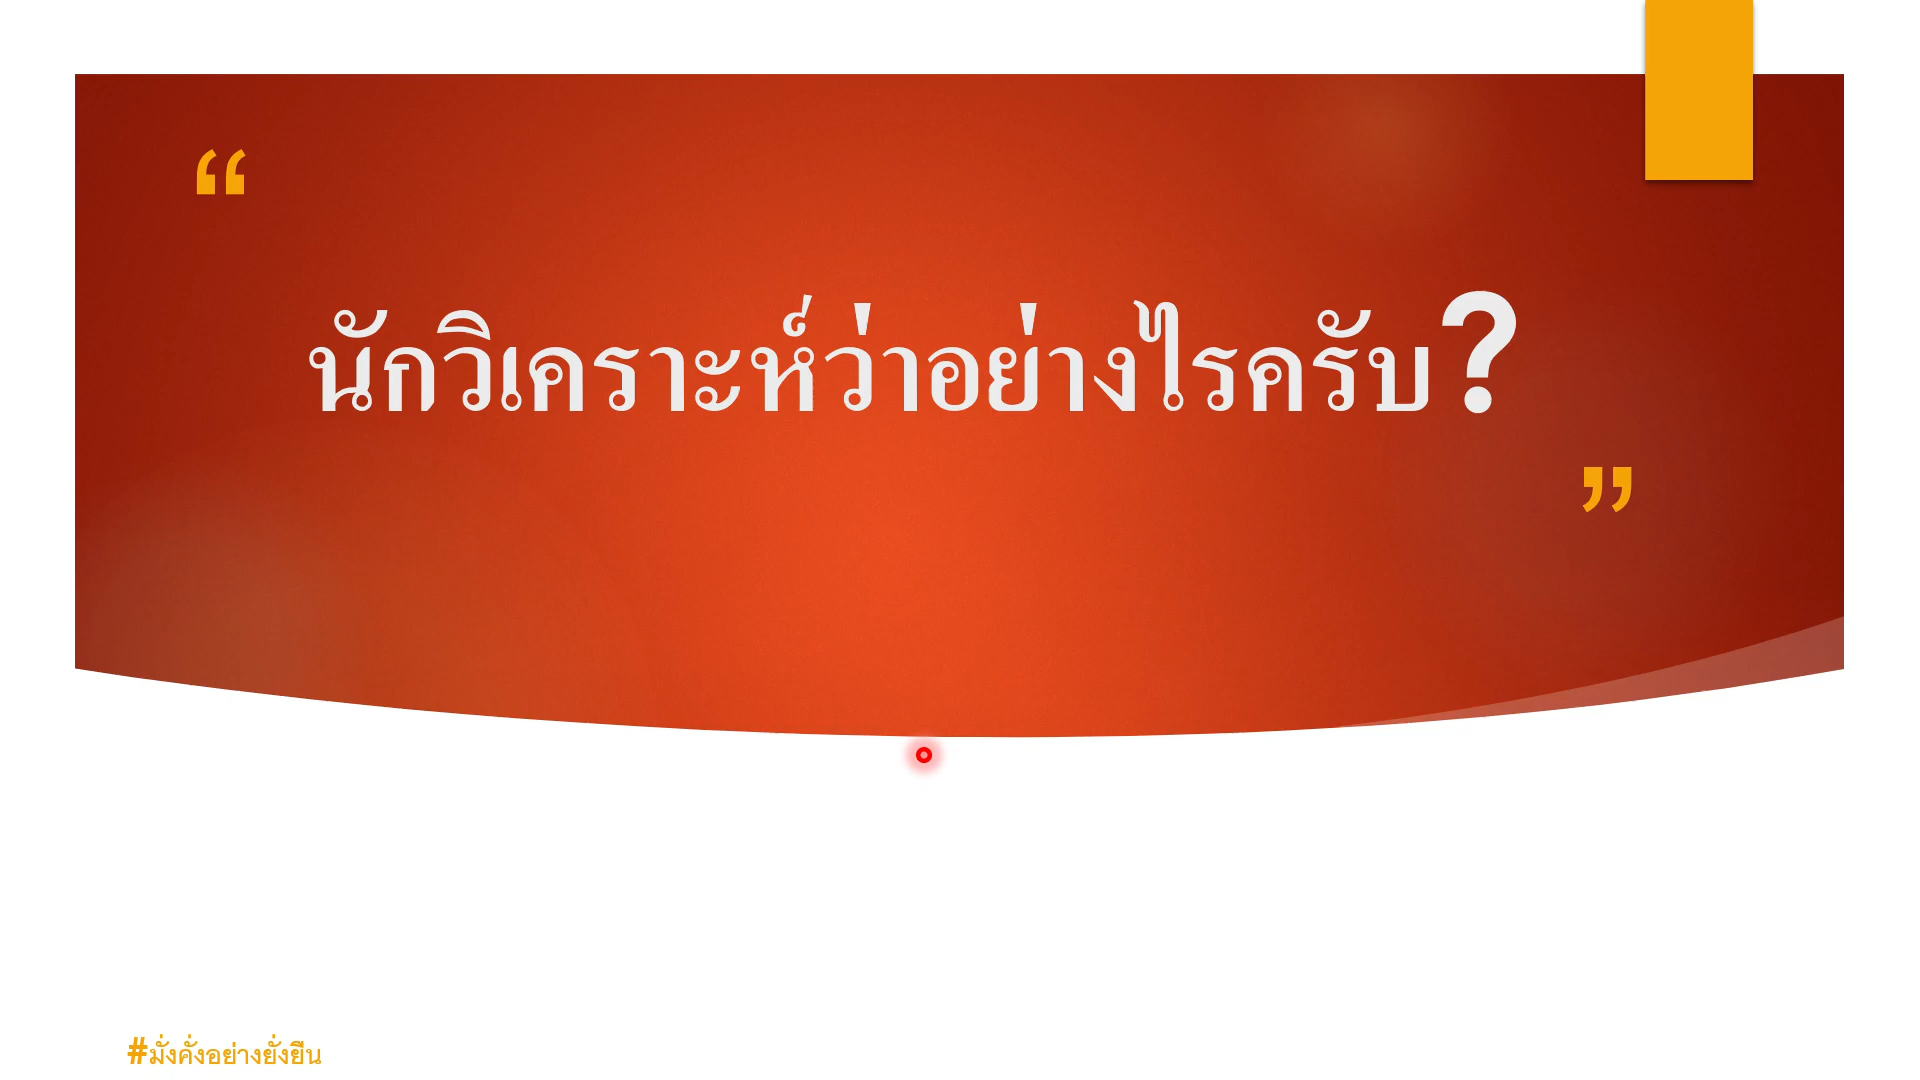 “
นักวิเคราะห์ว่าอย่างไรครับ?
”
#มั่งคั่งอย่างยั่งยืน